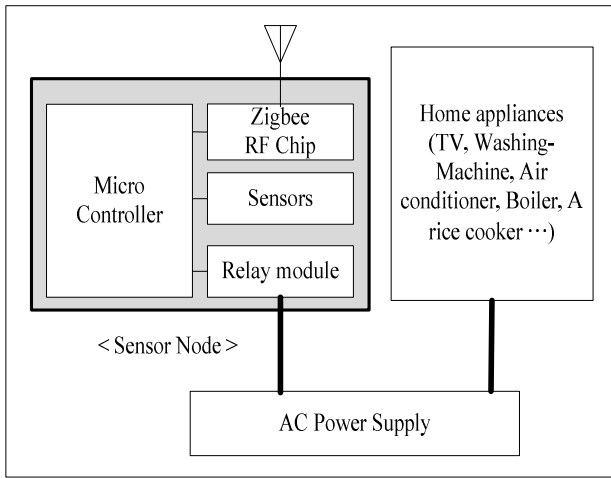 Zigbee
RF Chip
Micro
Controller
Sensors
Relay module
< Sensor Node >
Home appliances
(TV, Washing-
Machine, Air
conditioner, Boiler, A
rice cooker ⋯)
AC Power Supply